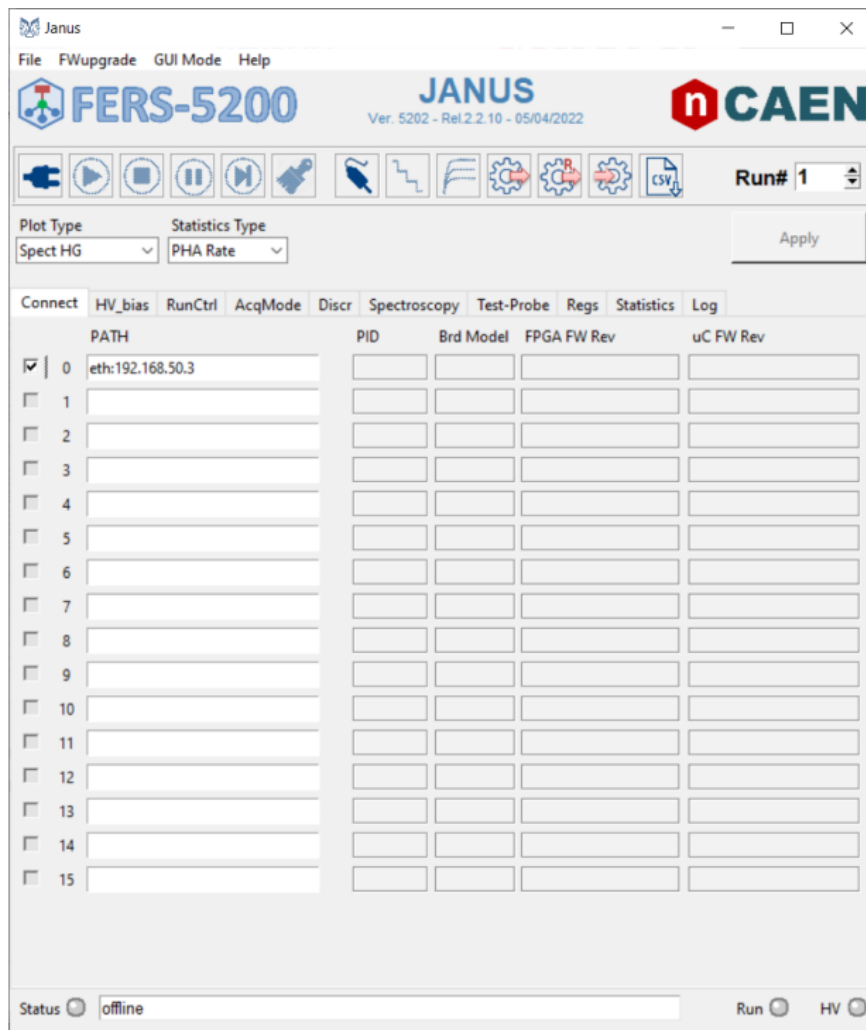 Janus
File FWupgrade GUI Mode Help
FERS-5200
JANUS
Ver. 5202 - Rel.2.2.10 - 05/04/2022
n CAEN
R
CSV
Run# 1
Plot Type
Statistics Type
Spect HG
PHA Rate
Apply
Connect HV_bias RunCtrl AcqMode Discr Spectroscopy Test-Probe Regs Statistics Log
PATH PID Brd Model FPGA FW Rev uC FW Rev
0 eth:192.168.50.3
1
2
3
4
5
6
7
8
9
10
11
12
13
14
15
Status offline Run HV